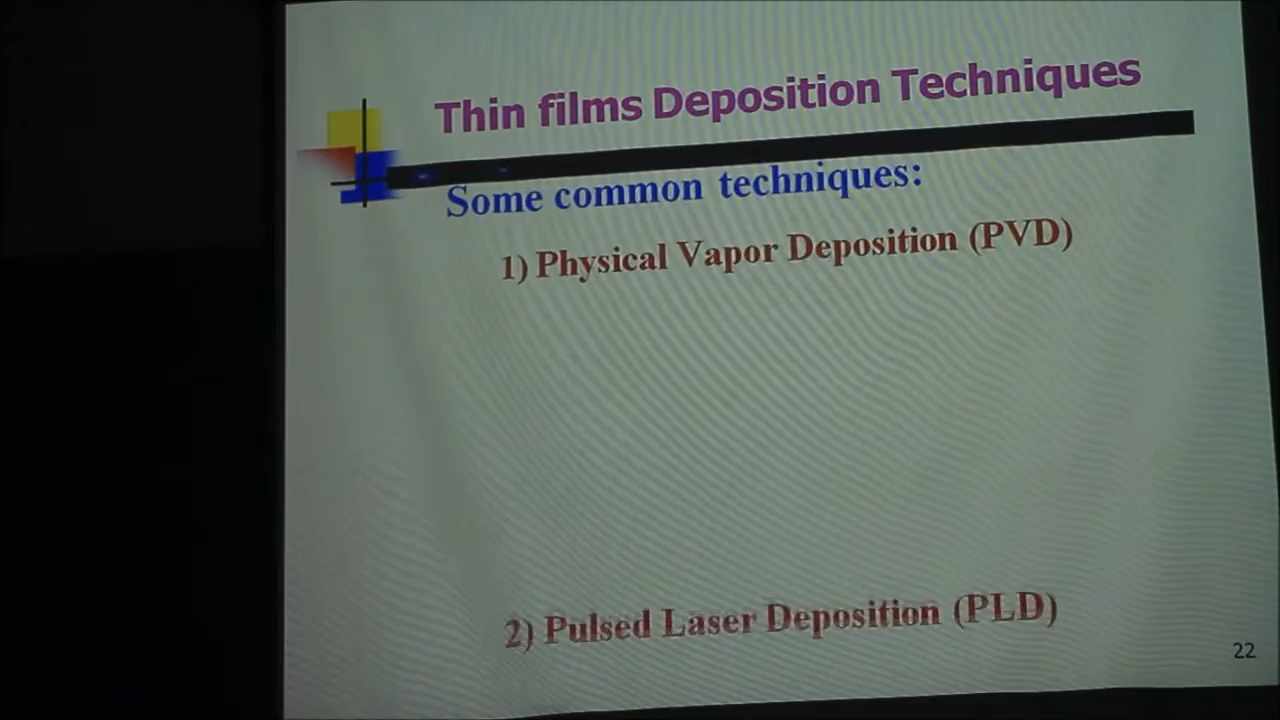 Thin films Deposition Techniques
Some common techniques:
1) Physical Vapor Deposition (PVD)
2) Pulsed Laser Deposition (PLD)
22